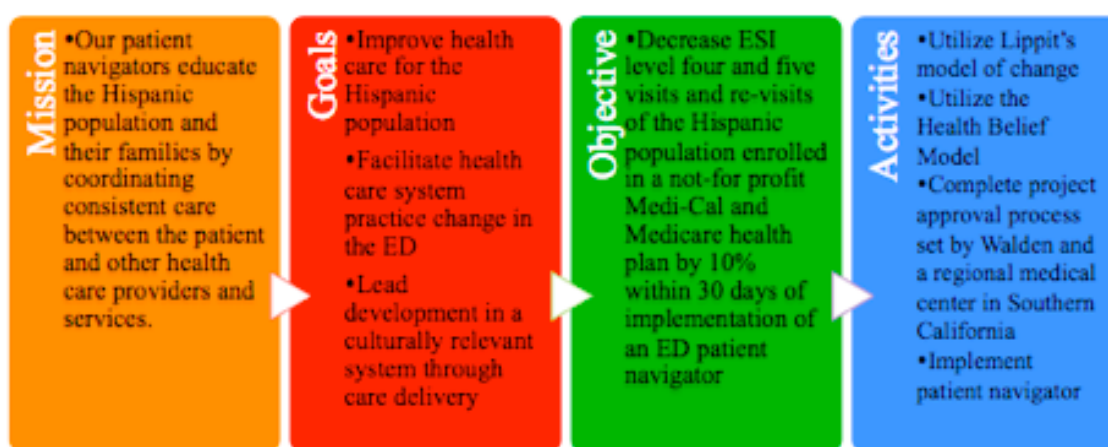 Mission
•Our patient
navigators educate
the Hispanic
population and
their families by
coordinating
consistent care
between the patient
and other health
care providers and
services.
Goals
•Improve health
care for the
Hispanic
population
•Facilitate health
care system
practice change in
the ED
•Lead
development in a
culturally relevant
system through
care delivery
Objective
•Decrease ESI
level four and five
visits and re-visits
of the Hispanic
population enrolled
in a not-for profit
Medi-Cal and
Medicare health
plan by 10%
within 30 days of
implementation of
an ED patient
navigator
Activities
•Utilize Lippit's
model of change
•Utilize the
Health Belief
Model
•Complete project
approval process
set by Walden and
a regional medical
center in Southern
California
•Implement
patient navigator